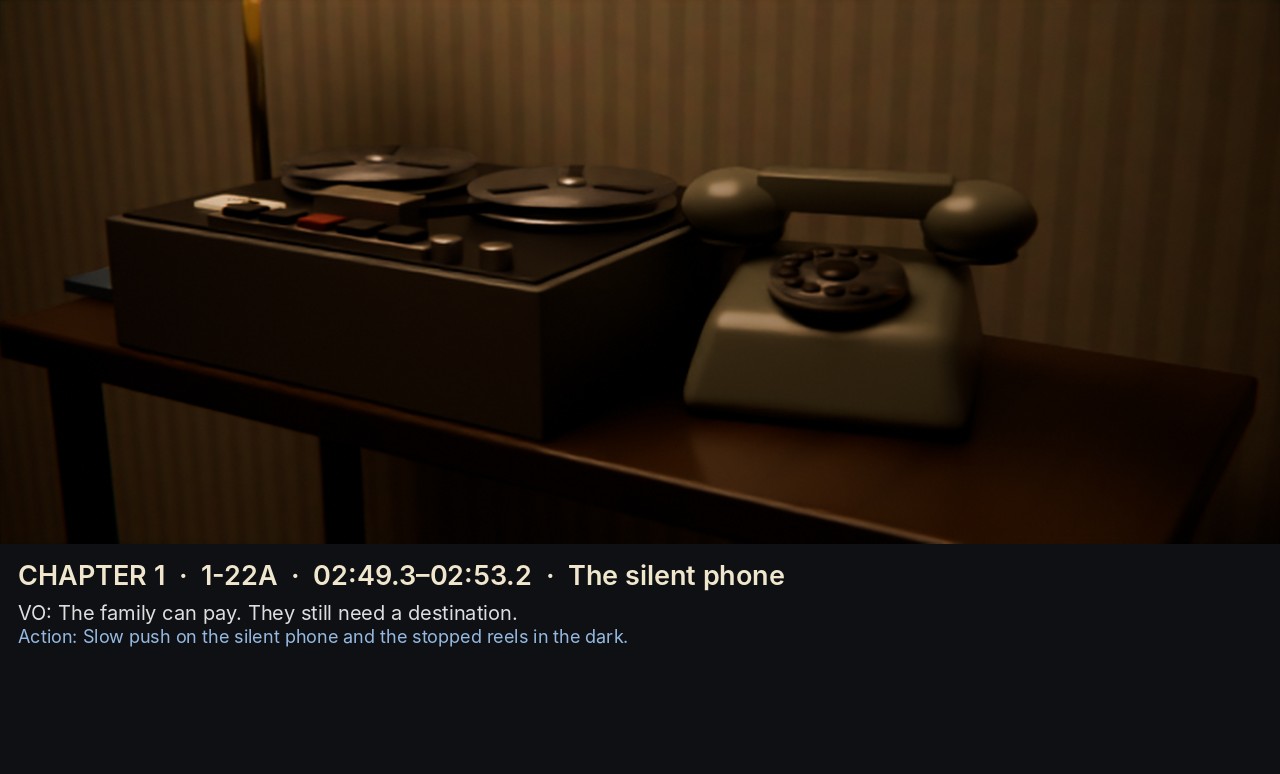 CHAPTER 1 · 1-22A · 02:49.3–02:53.2 · The silent phone
VO: The family can pay. They still need a destination.
Action: Slow push on the silent phone and the stopped reels in the dark.